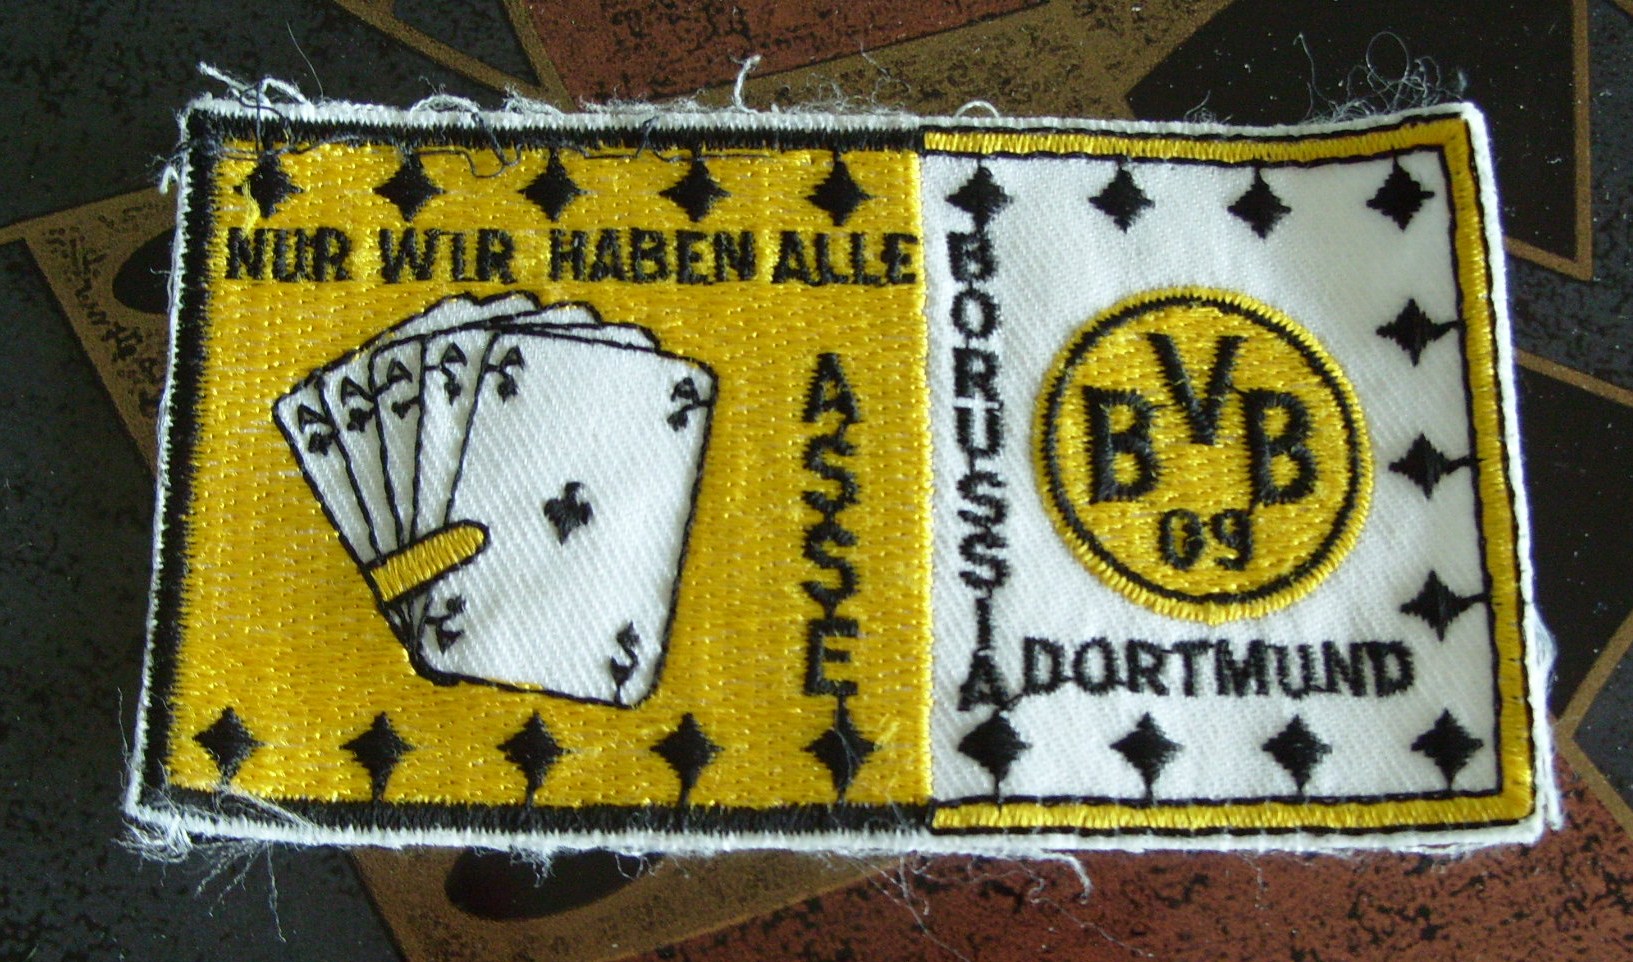 NUR WIR HABEN ALLE
ASSE
A
A
A
A
A
A
BORUSSIA
DORTMUND
BVB
09